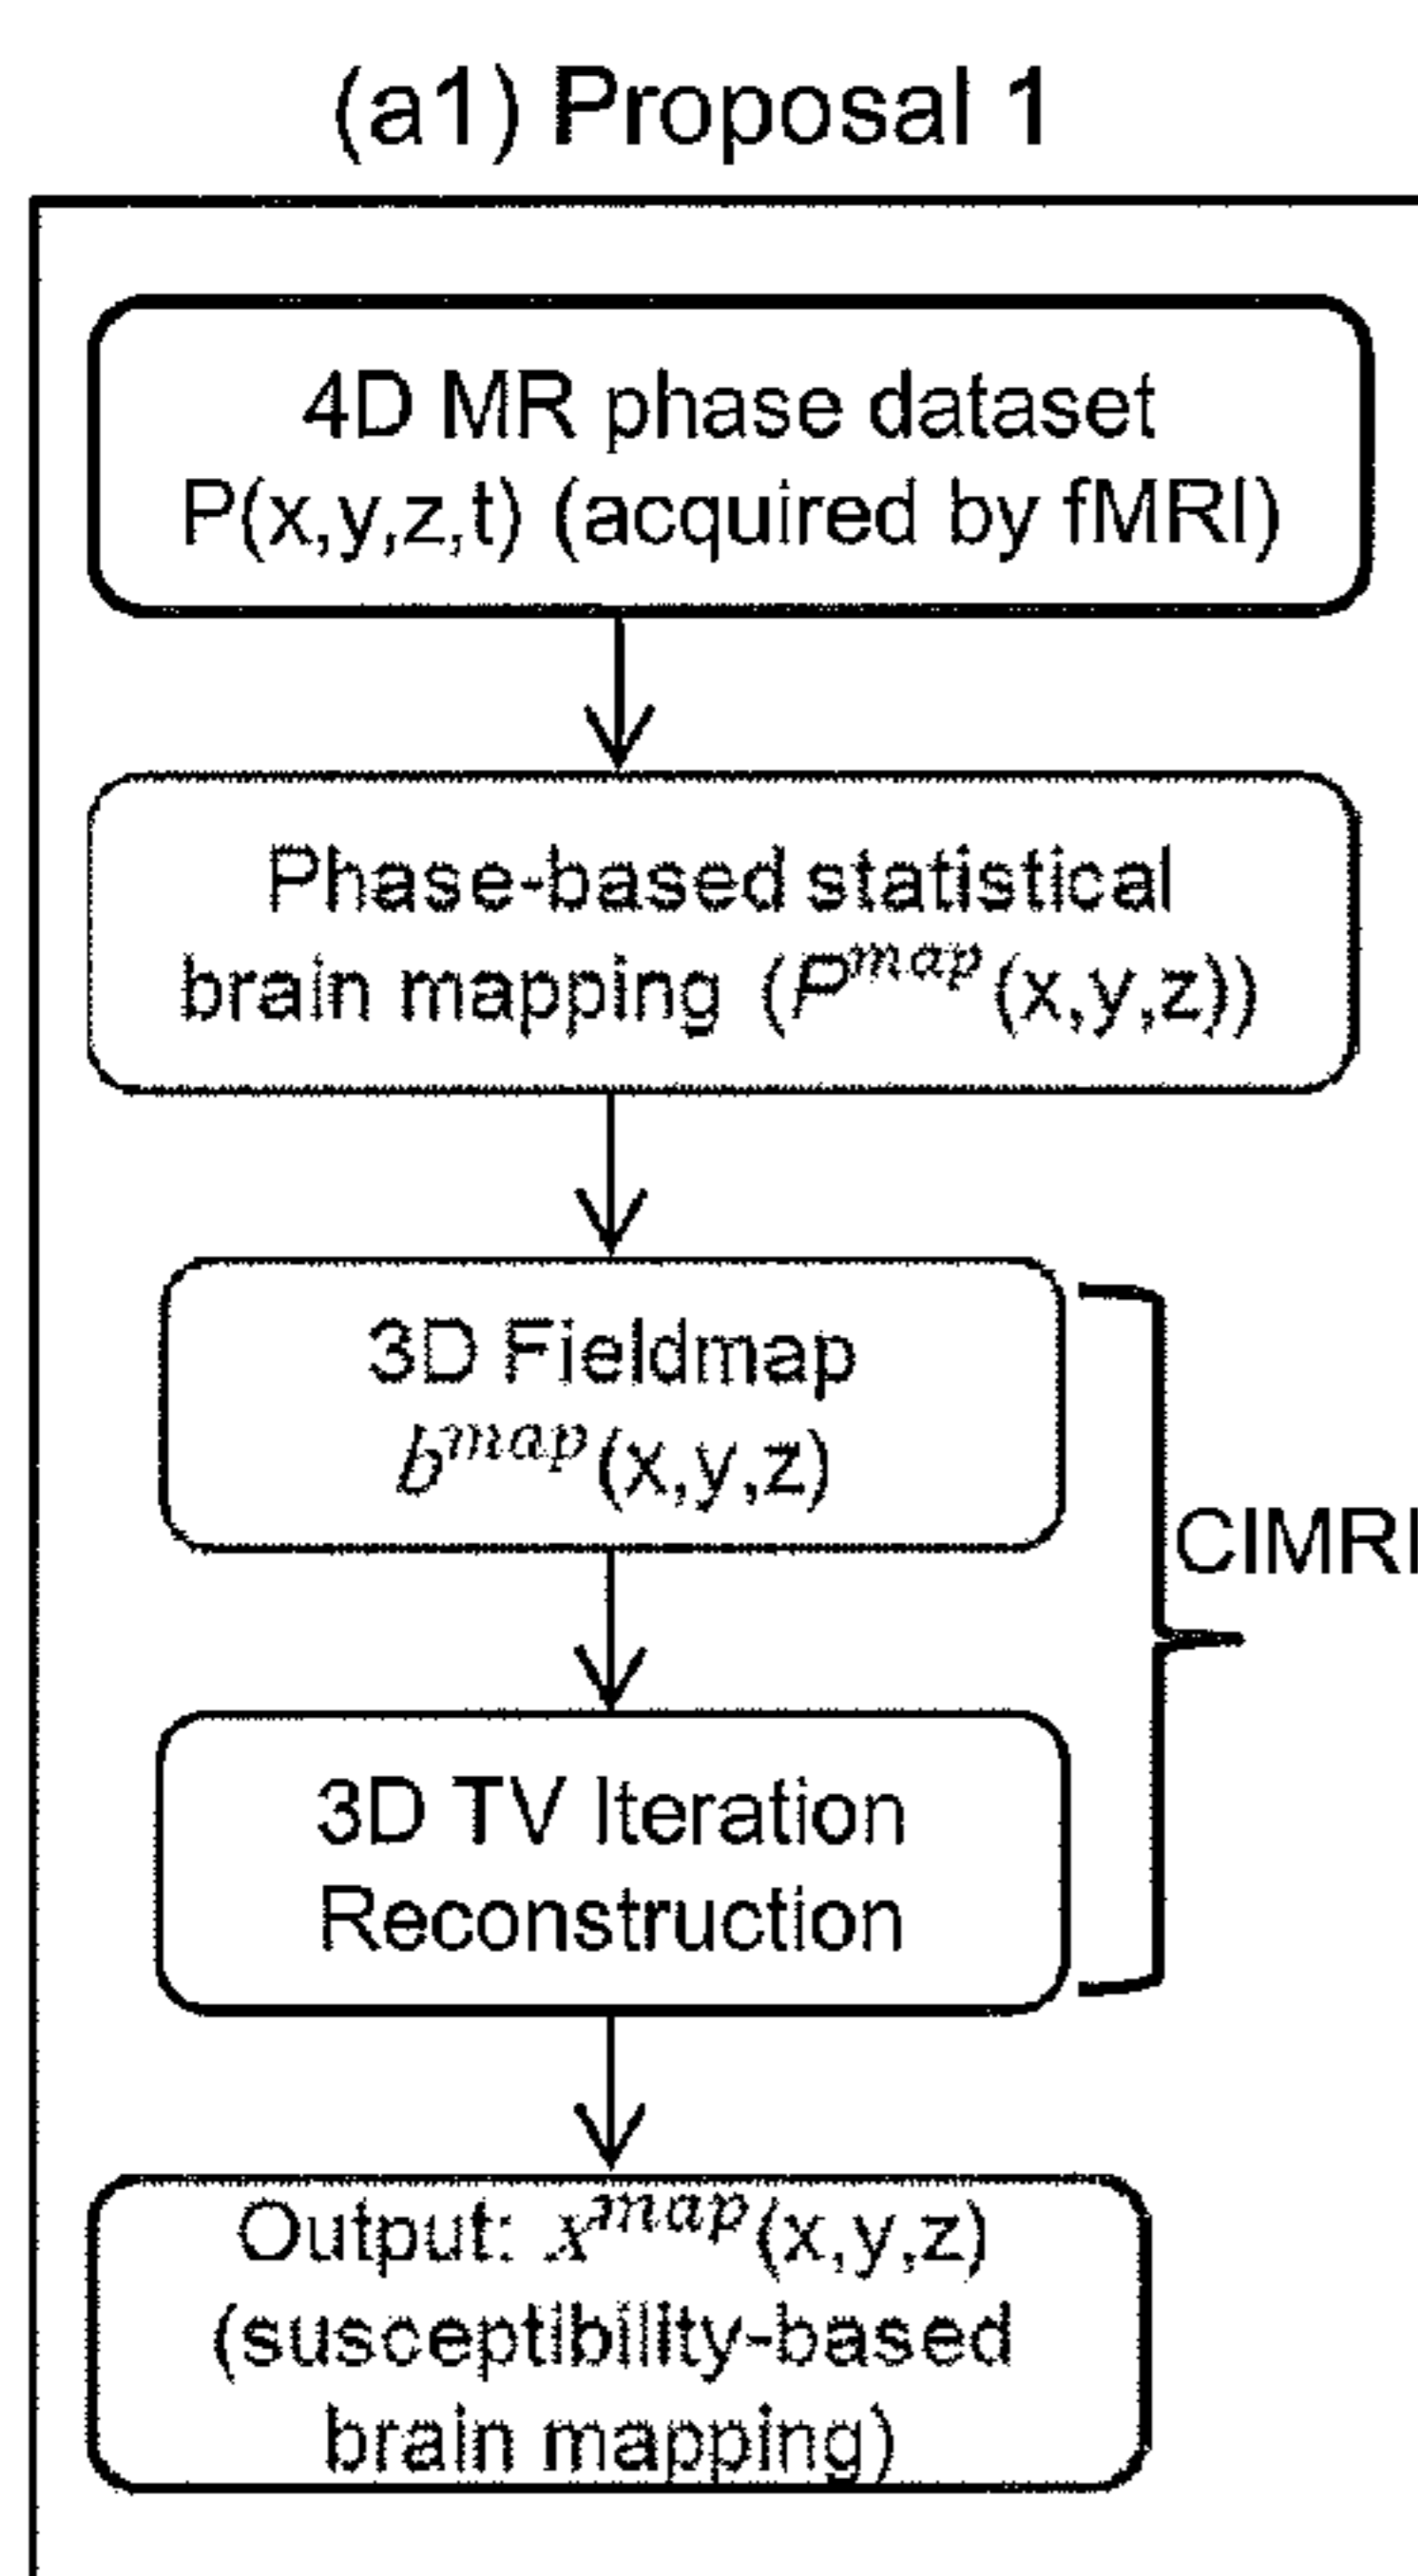 (a1) Proposal 1
4D MR phase dataset
P(x,y,z,t) (acquired by fMRI)
Phase-based statistical
brain mapping (P^map(x,y,z))
3D Fieldmap
b^map(x,y,z)
CIMRI
3D TV Iteration
Reconstruction
Output: x^map(x,y,z)
(susceptibility-based
brain mapping)